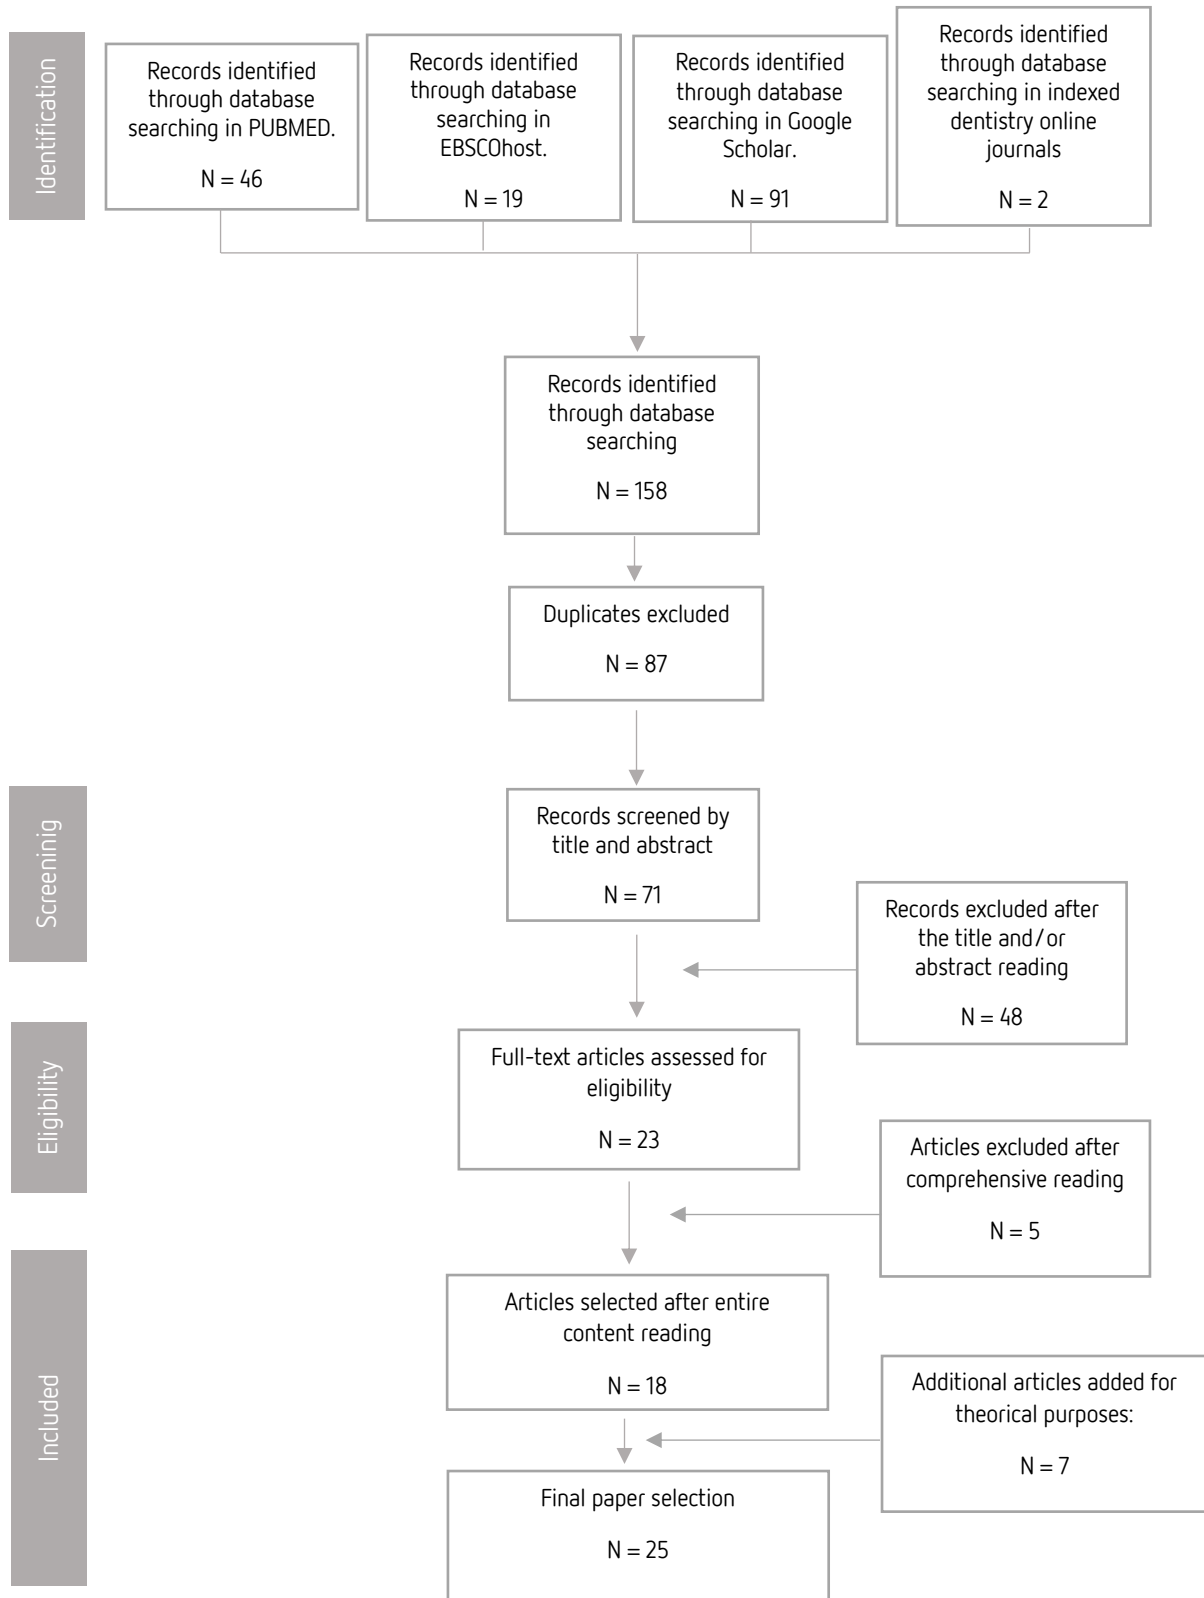 Identification
Records identified
through database
searching in PUBMED.
N = 46
Records identified
through database
searching in
EBSCOhost.
N = 19
Records identified
through database
searching in Google
Scholar.
N = 91
Records identified
through database
searching in indexed
dentistry online
journals
N = 2
Records identified
through database
searching
N = 158
Duplicates excluded
N = 87
Screeninig
Records screened by
title and abstract
N = 71
Records excluded after
the title and/or
abstract reading
N = 48
Eligibility
Full-text articles assessed for
eligibility
N = 23
Articles excluded after
comprehensive reading
N = 5
Included
Articles selected after entire
content reading
N = 18
Additional articles added for
theorical purposes:
N = 7
Final paper selection
N = 25